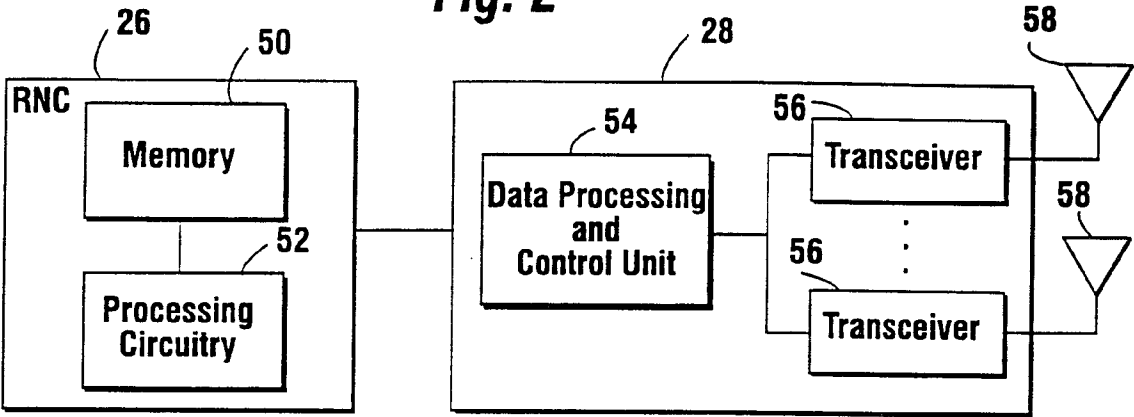 Fig. 2
26
50
28
58
RNC
Memory
54
56
Transceiver
Data Processing
and
Control Unit
58
52
56
Processing
Circuitry
Transceiver